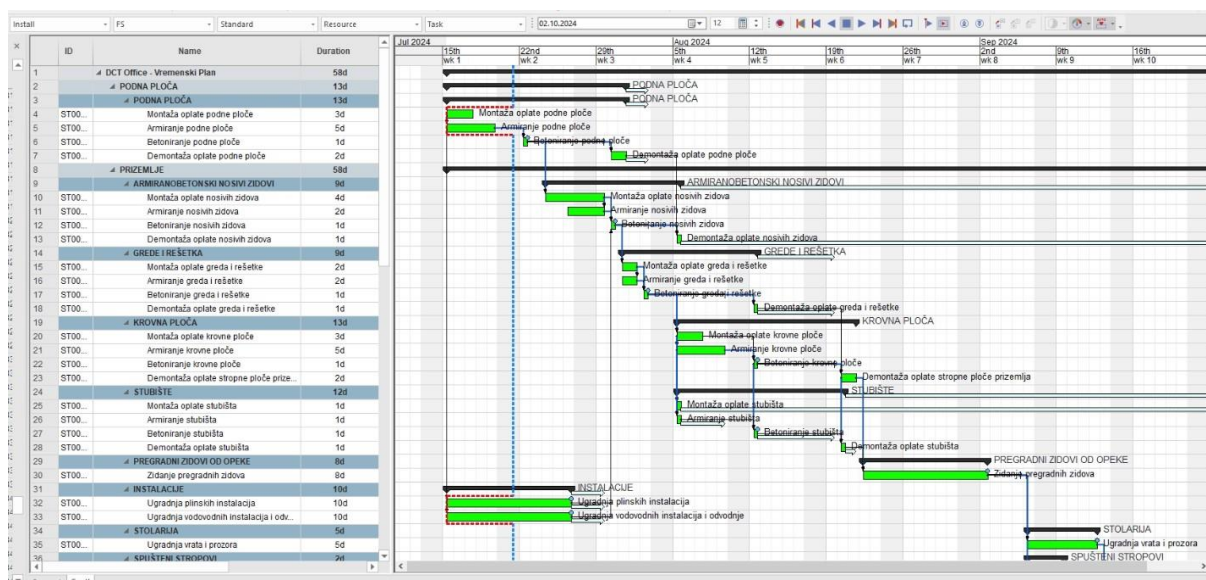 Install FS Standard Resource Task 02.10.2024 12
ID Name Duration
Jul 2024 Aug 2024 Sep 2024
15th 22nd 29th 5th 12th 19th 26th 2nd 9th 16th
wk 1 wk 2 wk 3 wk 4 wk 5 wk 6 wk 7 wk 8 wk 9 wk 10
1 DCT Office - Vremenski Plan 58d
2 PODNA PLOČA 13d PODNA PLOČA
3 PODNA PLOČA 13d PODNA PLOČA
4 ST00... Montaža oplate podne ploče 3d Montaža oplate podne ploče
5 ST00... Armiranje podne ploče 5d Armiranje podne ploče
6 ST00... Betoniranje podne ploče 1d Betoniranje podne ploče
7 ST00... Demontaža oplate podne ploče 2d Demontaža oplate podne ploče
8 PRIZEMLJE 58d
9 ARMIRANOBETONSKI NOSIVI ZIDOVI 9d ARMIRANOBETONSKI NOSIVI ZIDOVI
10 ST00... Montaža oplate nosivih zidova 4d Montaža oplate nosivih zidova
11 ST00... Armiranje nosivih zidova 2d Armiranje nosivih zidova
12 ST00... Betoniranje nosivih zidova 1d Betoniranje nosivih zidova
13 ST00... Demontaža oplate nosivih zidova 1d Demontaža oplate nosivih zidova
14 GREDE I REŠETKA 9d GREDE I REŠETKA
15 ST00... Montaža oplate greda i rešetke 2d Montaža oplate greda i rešetke
16 ST00... Armiranje greda i rešetke 2d Armiranje greda i rešetke
17 ST00... Betoniranje greda i rešetke 1d Betoniranje greda i rešetke
18 ST00... Demontaža oplate greda i rešetke 1d Demontaža oplate greda i rešetke
19 KROVNA PLOČA 13d KROVNA PLOČA
20 ST00... Montaža oplate krovne ploče 3d Montaža oplate krovne ploče
21 ST00... Armiranje krovne ploče 5d Armiranje krovne ploče
22 ST00... Betoniranje krovne ploče 1d Betoniranje krovne ploče
23 ST00... Demontaža oplate stropne ploče prize... 2d Demontaža oplate stropne ploče prizemlja
24 STUBIŠTE 12d STUBIŠTE
25 ST00... Montaža oplate stubišta 1d Montaža oplate stubišta
26 ST00... Armiranje stubišta 1d Armiranje stubišta
27 ST00... Betoniranje stubišta 1d Betoniranje stubišta
28 ST00... Demontaža oplate stubišta 1d Demontaža oplate stubišta
29 PREGRADNI ZIDOVI OD OPEKE 8d PREGRADNI ZIDOVI OD OPEKE
30 ST00... Zidanje pregradnih zidova 8d Zidanje pregradnih zidova
31 INSTALACIJE 10d INSTALACIJE
32 ST00... Ugradnja plinskih instalacija 10d Ugradnja plinskih instalacija
33 ST00... Ugradnja vodovodnih instalacija i odv... 10d Ugradnja vodovodnih instalacija i odvodnje
34 STOLARIJA 5d STOLARIJA
35 ST00... Ugradnja vrata i prozora 5d Ugradnja vrata i prozora
36 SPUŠTENI STROPOVI 2d SPUŠTENI STROPOVI